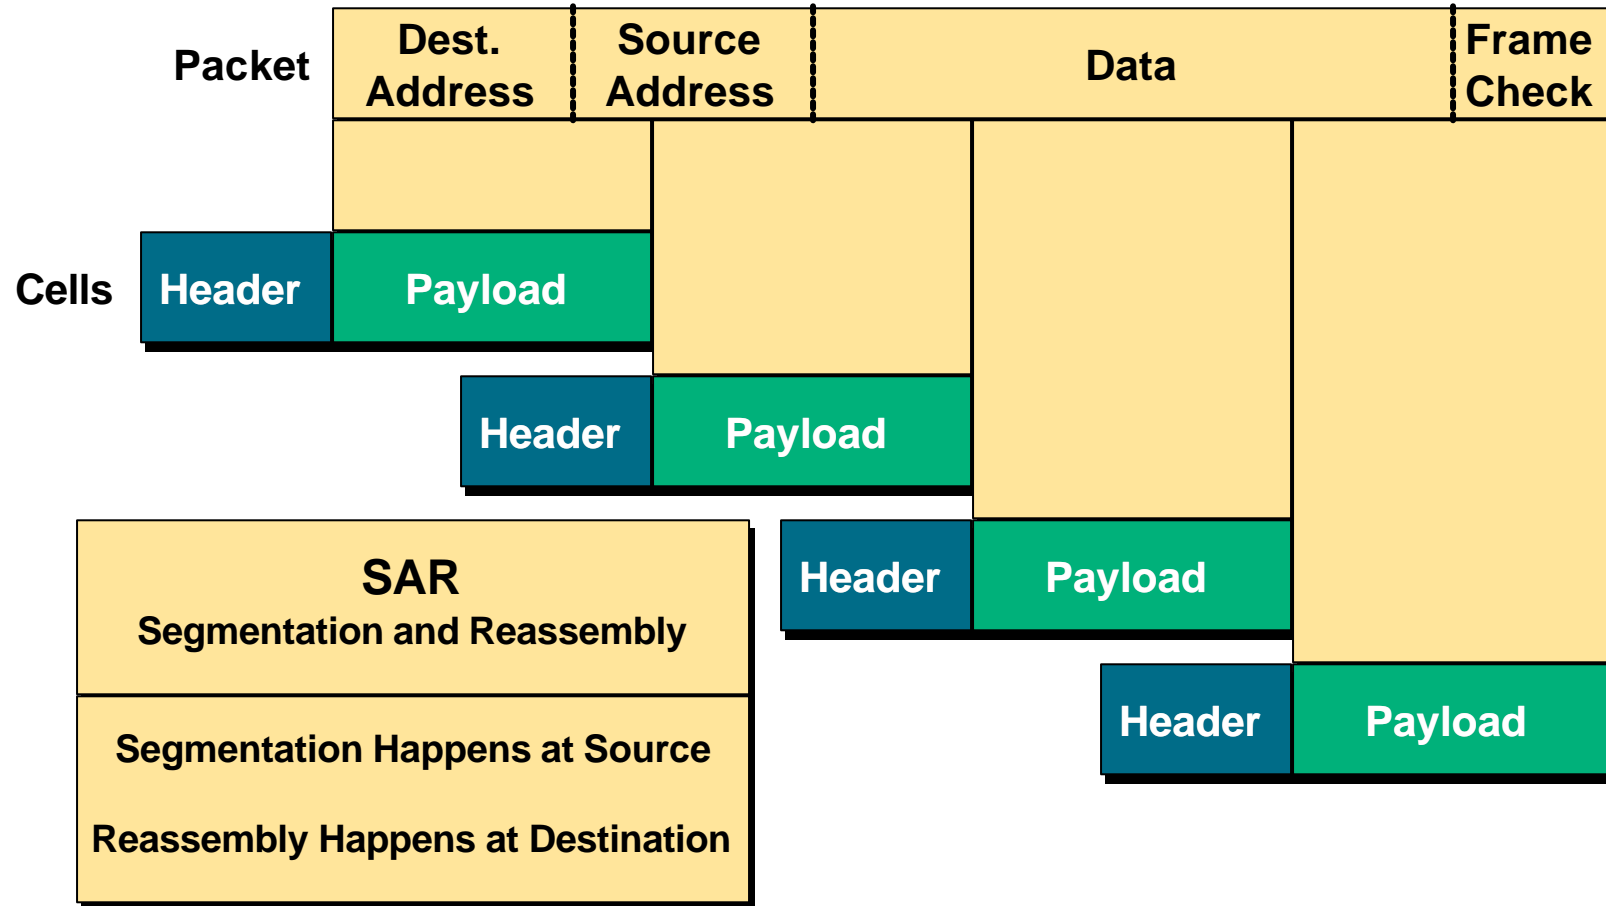 Packet
Dest.
Address
Source
Address
Data
Frame
Check
Cells
Header
Payload
Header
Payload
Header
Payload
Header
Payload
SAR
Segmentation and Reassembly
Segmentation Happens at Source
Reassembly Happens at Destination